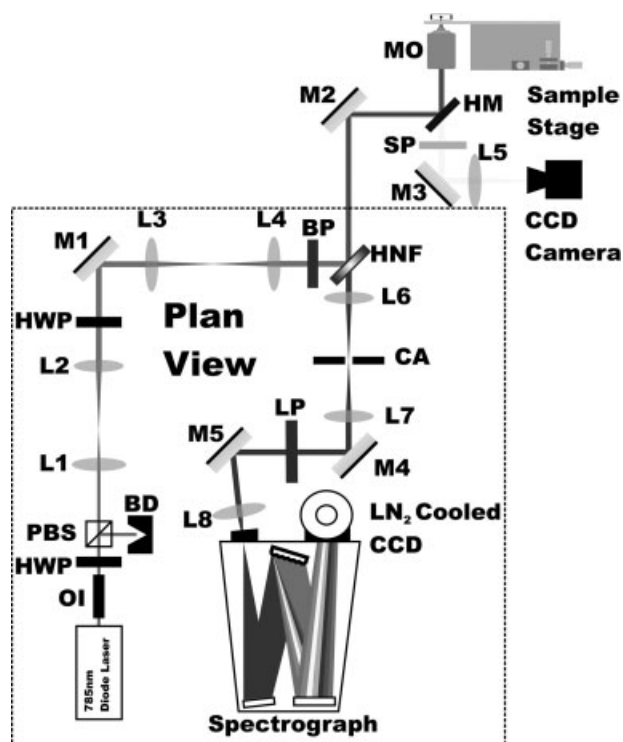 MO
M2
HM
Sample
Stage
SP
L5
M3
CCD
Camera
L3
L4
BP
M1
HNF
L6
HWP
Plan
View
L2
CA
LP
L7
M5
M4
L1
BD
L8
LN₂ Cooled
CCD
PBS
HWP
OI
785nm
Diode Laser
Spectrograph